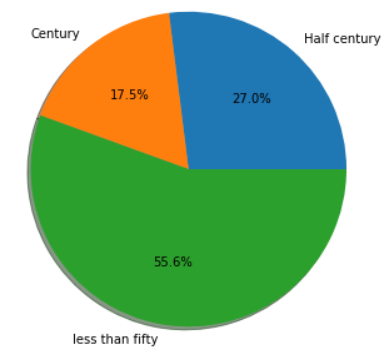 Century
Half century
17.5%
27.0%
55.6%
less than fifty